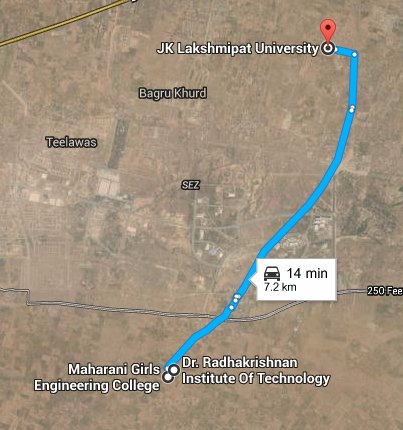 JK Lakshmipat University
Bagru Khurd
Teelawas
SEZ
14 min
7.2 km
250 Fee
Maharani Girls
Engineering College
Dr. Radhakrishnan
Institute Of Technology